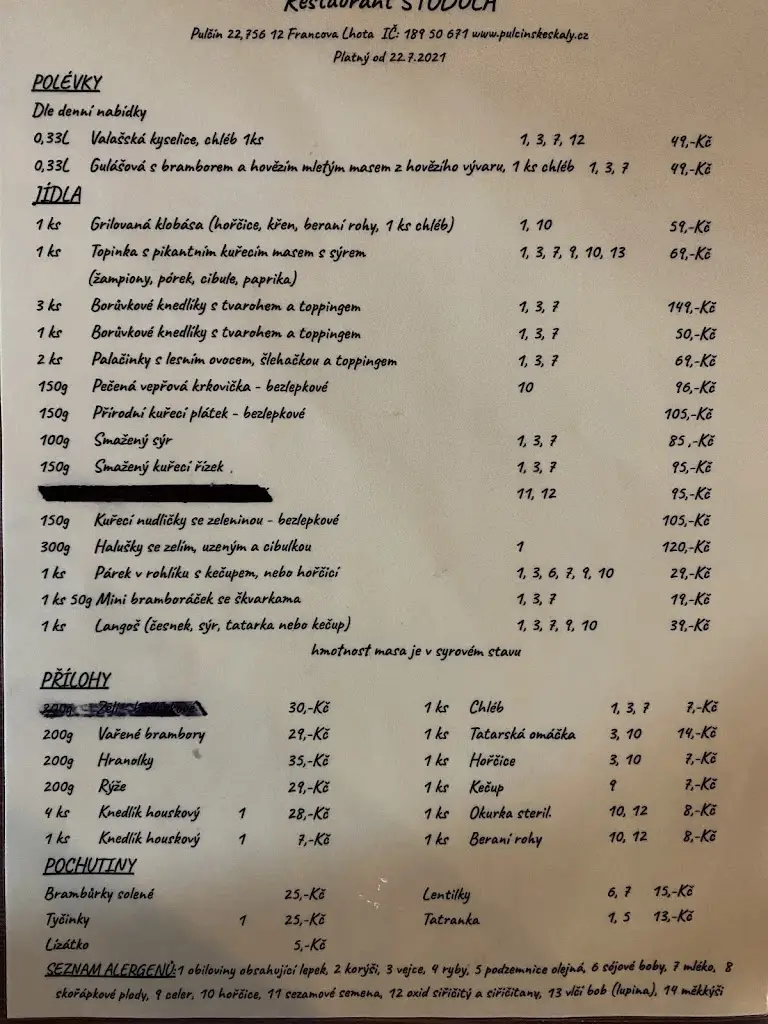 Restaurant STODOLA
Pulčin 22,756 12 Francova Lhota IČ: 189 50 671 www.pulcinskeskaly.cz
Platný od 22.7.2021
POLÉVKY
Dle denní nabídky
0,33L Valašská kyselice, chléb 1ks 1, 3, 7, 12 49,-Kč
0,33L Gulášová s bramborem a hovězím mletým masem z hovězího vývaru, 1 ks chléb 1, 3, 7 49,-Kč
JÍDLA
1 ks Grilovaná klobása (hořčice, křen, beraní rohy, 1 ks chléb) 1, 10 59,-Kč
1 ks Topinka s pikantním kuřecím masem s sýrem 1, 3, 7, 9, 10, 13 69,-Kč
(žampiony, pórek, cibule, paprika)
3 ks Borůvkové knedlíky s tvarohem a toppingem 1, 3, 7 149,-Kč
1 ks Borůvkové knedlíky s tvarohem a toppingem 1, 3, 7 50,-Kč
2 ks Palačinky s lesním ovocem, šlehačkou a toppingem 1, 3, 7 69,-Kč
150g Pečená vepřová krkovička - bezlepkové 10 96,-Kč
150g Přírodní kuřecí plátek - bezlepkové 105,-Kč
100g Smažený sýr 1, 3, 7 85,-Kč
150g Smažený kuřecí řízek 1, 3, 7 95,-Kč
11, 12 95,-Kč
150g Kuřecí nudličky se zeleninou - bezlepkové 105,-Kč
300g Halušky se zelím, uzeným a cibulkou 1 120,-Kč
1 ks Párek v rohlíku s kečupem, nebo hořčicí 1, 3, 6, 7, 9, 10 29,-Kč
1 ks 50g Mini bramboráček se škvarkama 1, 3, 7 19,-Kč
1 ks Langoš (česnek, sýr, tatarka nebo kečup) 1, 3, 7, 9, 10 39,-Kč
hmotnost masa je v syrovém stavu
PŘÍLOHY
30,-Kč 1 ks Chléb 1, 3, 7 7,-Kč
200g Vařené brambory 29,-Kč 1 ks Tatarská omáčka 3, 10 14,-Kč
200g Hranolky 35,-Kč 1 ks Hořčice 3, 10 7,-Kč
200g Rýže 29,-Kč 1 ks Kečup 9 7,-Kč
4 ks Knedlík houskový 1 28,-Kč 1 ks Okurka steril. 10, 12 8,-Kč
1 ks Knedlík houskový 1 7,-Kč 1 ks Beraní rohy 10, 12 8,-Kč
POCHUTINY
Brambůrky solené 25,-Kč Lentilky 6, 7 15,-Kč
Tyčinky 1 25,-Kč Tatranka 1, 5 13,-Kč
Lízátko 5,-Kč
SEZNAM ALERGENŮ:1 obiloviny obsahující lepek, 2 korýši, 3 vejce, 4 ryby, 5 podzemnice olejná, 6 sójové boby, 7 mléko, 8
skořápkové plody, 9 celer, 10 hořčice, 11 sezamové semena, 12 oxid siřičitý a siřičitany, 13 vlčí bob (lupina), 14 měkkýši